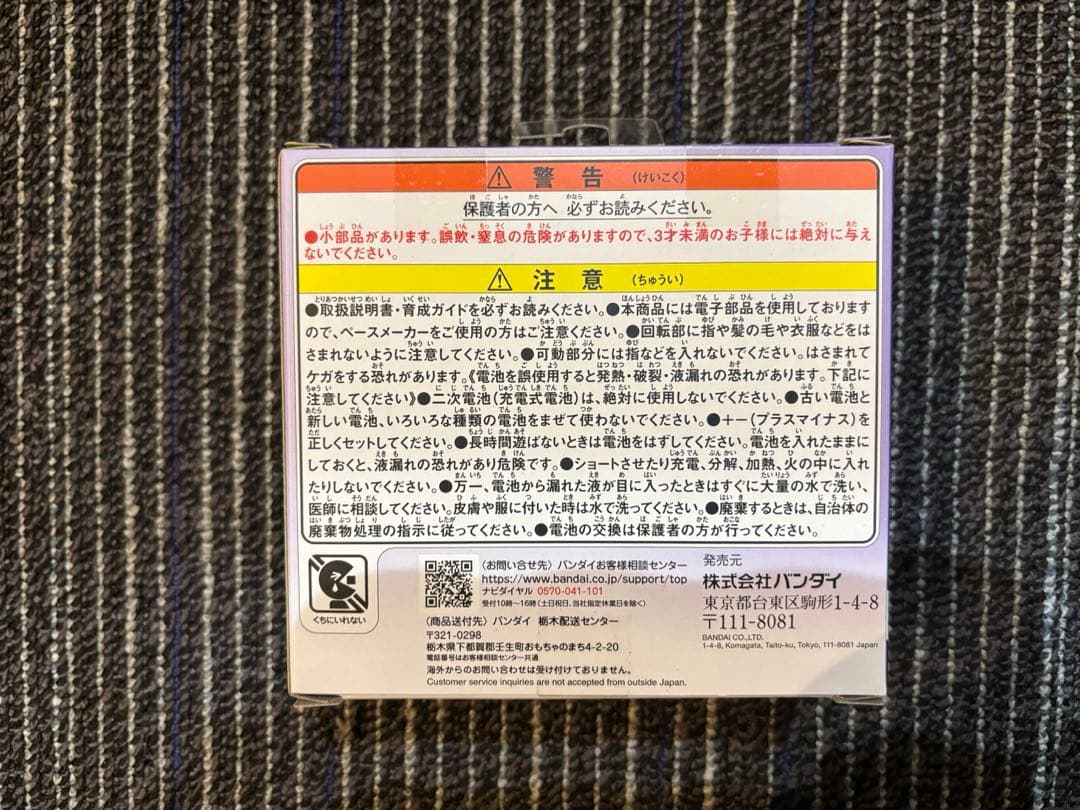 警告 (けいこく)
保護者の方へ 必ずお読みください。
●小部品があります。誤飲・窒息の危険がありますので、3才未満のお子様には絶対に与え
ないでください。
注意 (ちゅうい)
●取扱説明書・育成ガイドを必ずお読みください。●本商品には電子部品を使用しております
ので、ペースメーカーをご使用の方はご注意ください。●回転部に指や髪の毛や衣服などをは
さまれないように注意してください。●可動部分には指などを入れないでください。はさまれて
ケガをする恐れがあります。《電池を誤使用すると発熱・破裂・液漏れの恐れがあります。下記に
注意してください》●二次電池(充電式電池)は、絶対に使用しないでください。●古い電池と
新しい電池、いろいろな種類の電池をまぜて使わないでください。●+−(プラスマイナス)を
正しくセットしてください。●長時間遊ばないときは電池をはずしてください。電池を入れたままに
しておくと、液漏れの恐れがあり危険です。●ショートさせたり充電、分解、加熱、火の中に入れ
たりしないでください。●万一、電池から漏れた液が目に入ったときはすぐに大量の水で洗い、
医師に相談してください。皮膚や服に付いた時は水で洗ってください。●廃棄するときは、自治体の
廃棄物処理の指示に従ってください。●電池の交換は保護者の方が行ってください。
くちにいれない
〈お問い合せ先〉バンダイお客様相談センター
https://www.bandai.co.jp/support/top
ナビダイヤル 0570-041-101
受付10時〜16時(土日祝日、当社指定休業日を除く)
〈商品送付先〉バンダイ 栃木配送センター
〒321-0298
栃木県下都賀郡壬生町おもちゃのまち4-2-20
電話番号はお客様相談センター共通
海外からのお問い合わせは受け付けておりません。
Customer service inquiries are not accepted from outside Japan.
発売元
株式会社バンダイ
東京都台東区駒形1-4-8
〒111-8081
BANDAI CO.,LTD.
1-4-8, Komagata, Taito-ku, Tokyo, 111-8081 Japan